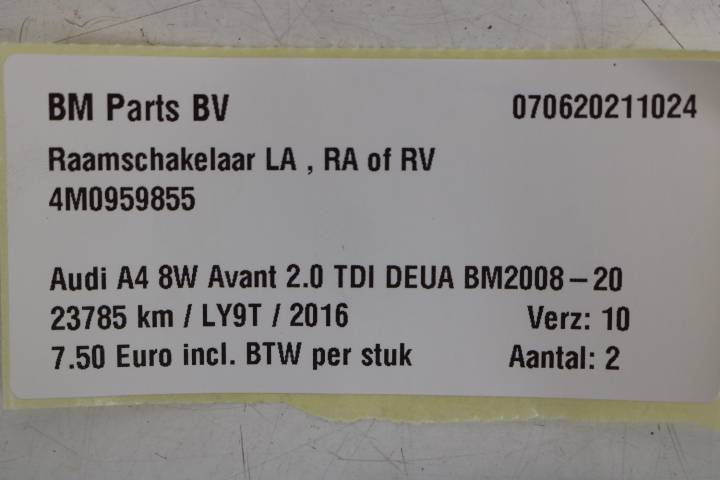 BM Parts BV 070620211024
Raamschakelaar LA , RA of RV
4M0959855
Audi A4 8W Avant 2.0 TDI DEUA BM2008-20
23785 km / LY9T / 2016 Verz: 10
7.50 Euro incl. BTW per stuk Aantal: 2